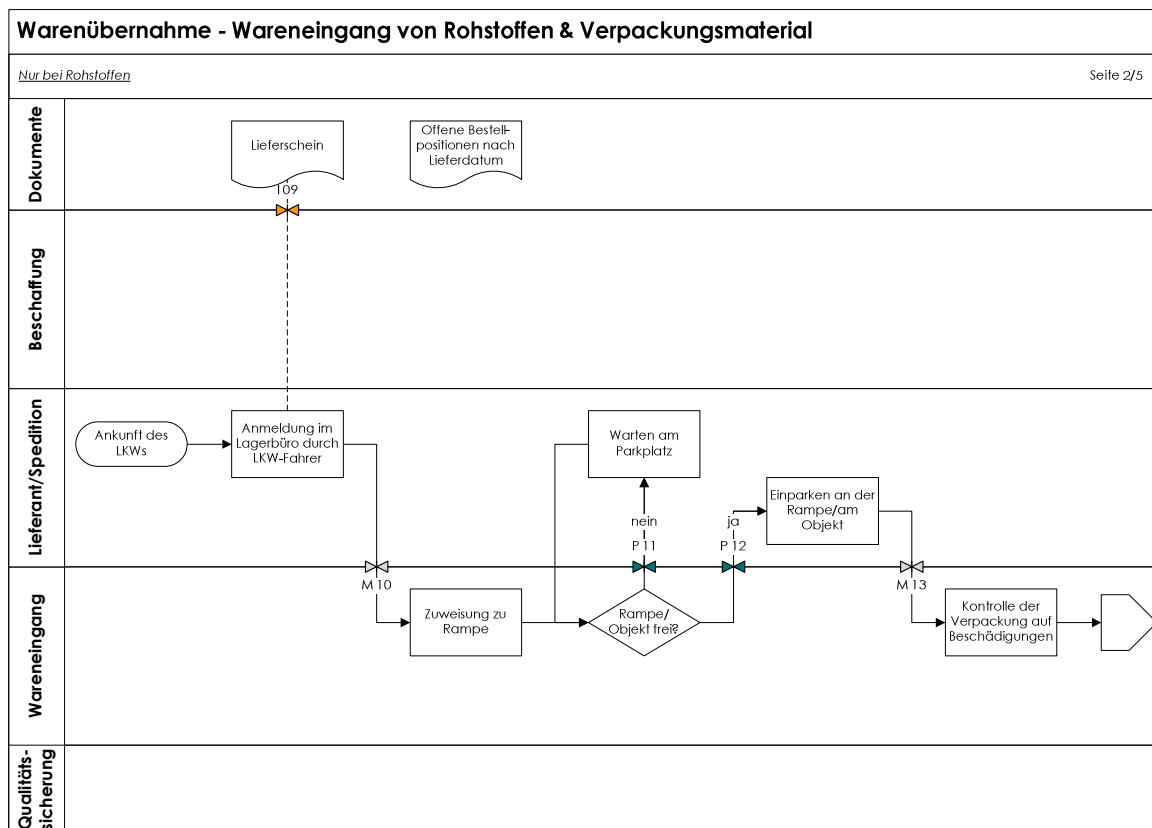 Warenübernahme - Wareneingang von Rohstoffen & Verpackungsmaterial
Nur bei Rohstoffen
Seite 2/5
Dokumente
Lieferschein
Offene Bestell-
positionen nach
Lieferdatum
I 09
Beschaffung
Lieferant/Spedition
Ankunft des
LKWs
Anmeldung im
Lagerbüro durch
LKW-Fahrer
Warten am
Parkplatz
Einparken an der
Rampe/am
Objekt
nein
ja
P 11
P 12
M 10
M 13
Wareneingang
Zuweisung zu
Rampe
Rampe/
Objekt frei?
Kontrolle der
Verpackung auf
Beschädigungen
Qualitäts-
sicherung